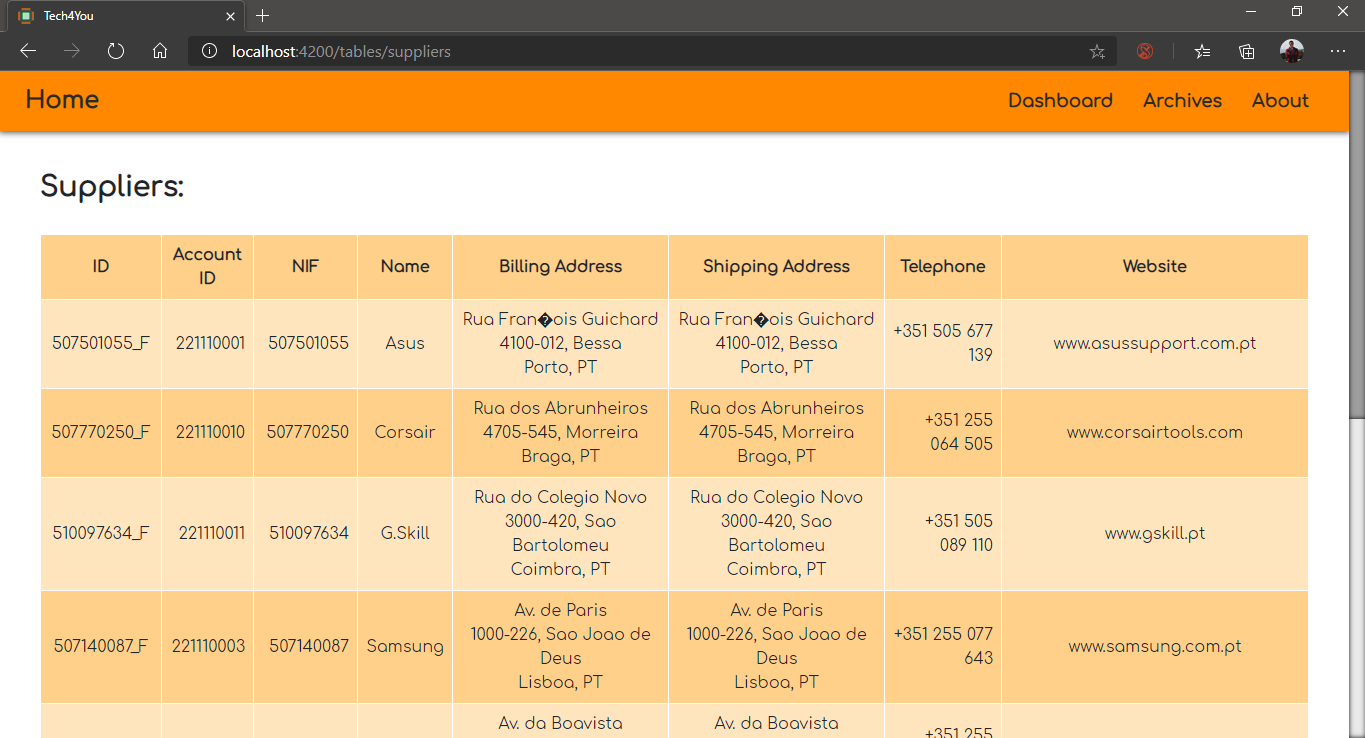 Tech4You
localhost:4200/tables/suppliers
Home
Dashboard
Archives
About
Suppliers:
ID
Account
ID
NIF
Name
Billing Address
Shipping Address
Telephone
Website
507501055_F
221110001
507501055
Asus
Rua Fran�ois Guichard
4100-012, Bessa
Porto, PT
Rua Fran�ois Guichard
4100-012, Bessa
Porto, PT
+351 505 677
139
www.asussupport.com.pt
507770250_F
221110010
507770250
Corsair
Rua dos Abrunheiros
4705-545, Morreira
Braga, PT
Rua dos Abrunheiros
4705-545, Morreira
Braga, PT
+351 255
064 505
www.corsairtools.com
510097634_F
221110011
510097634
G.Skill
Rua do Colegio Novo
3000-420, Sao
Bartolomeu
Coimbra, PT
Rua do Colegio Novo
3000-420, Sao
Bartolomeu
Coimbra, PT
+351 505
089 110
www.gskill.pt
507140087_F
221110003
507140087
Samsung
Av. de Paris
1000-226, Sao Joao de
Deus
Lisboa, PT
Av. de Paris
1000-226, Sao Joao de
Deus
Lisboa, PT
+351 255 077
643
www.samsung.com.pt
Av. da Boavista
Av. da Boavista
+351 255